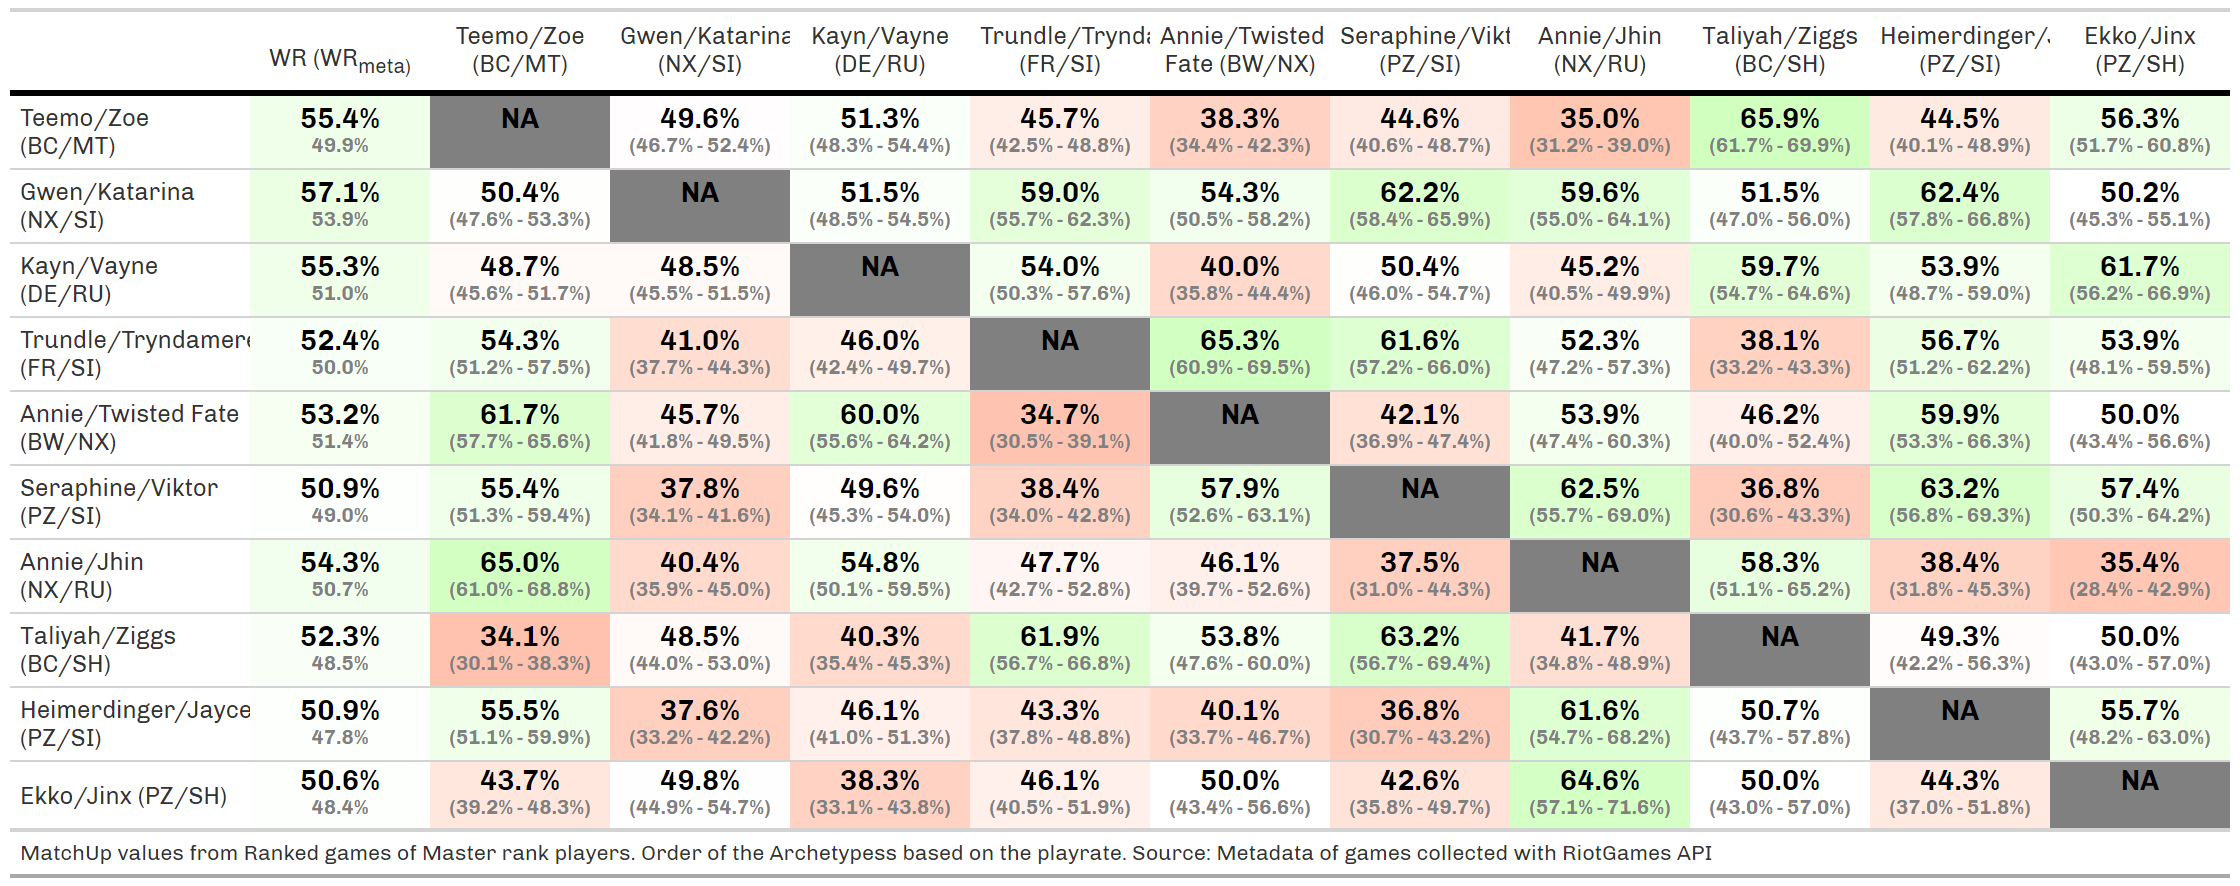 WR (WRmeta) Teemo/Zoe (BC/MT) Gwen/Katarina (NX/SI) Kayn/Vayne (DE/RU) Trundle/Trynda (FR/SI) Annie/Twisted Fate (BW/NX) Seraphine/Vikt (PZ/SI) Annie/Jhin (NX/RU) Taliyah/Ziggs (BC/SH) Heimerdinger/J (PZ/SI) Ekko/Jinx (PZ/SH)
Teemo/Zoe 55.4% NA 49.6% 51.3% 45.7% 38.3% 44.6% 35.0% 65.9% 44.5% 56.3%
(BC/MT) 49.9% (46.7% - 52.4%) (48.3% - 54.4%) (42.5% - 48.8%) (34.4% - 42.3%) (40.6% - 48.7%) (31.2% - 39.0%) (61.7% - 69.9%) (40.1% - 48.9%) (51.7% - 60.8%)
Gwen/Katarina 57.1% 50.4% NA 51.5% 59.0% 54.3% 62.2% 59.6% 51.5% 62.4% 50.2%
(NX/SI) 53.9% (47.6% - 53.3%) (48.5% - 54.5%) (55.7% - 62.3%) (50.5% - 58.2%) (58.4% - 65.9%) (55.0% - 64.1%) (47.0% - 56.0%) (57.8% - 66.8%) (45.3% - 55.1%)
Kayn/Vayne 55.3% 48.7% 48.5% NA 54.0% 40.0% 50.4% 45.2% 59.7% 53.9% 61.7%
(DE/RU) 51.0% (45.6% - 51.7%) (45.5% - 51.5%) (50.3% - 57.6%) (35.8% - 44.4%) (46.0% - 54.7%) (40.5% - 49.9%) (54.7% - 64.6%) (48.7% - 59.0%) (56.2% - 66.9%)
Trundle/Tryndamere 52.4% 54.3% 41.0% 46.0% NA 65.3% 61.6% 52.3% 38.1% 56.7% 53.9%
(FR/SI) 50.0% (51.2% - 57.5%) (37.7% - 44.3%) (42.4% - 49.7%) (60.9% - 69.5%) (57.2% - 66.0%) (47.2% - 57.3%) (33.2% - 43.3%) (51.2% - 62.2%) (48.1% - 59.5%)
Annie/Twisted Fate 53.2% 61.7% 45.7% 60.0% 34.7% NA 42.1% 53.9% 46.2% 59.9% 50.0%
(BW/NX) 51.4% (57.7% - 65.6%) (41.8% - 49.5%) (55.6% - 64.2%) (30.5% - 39.1%) (36.9% - 47.4%) (47.4% - 60.3%) (40.0% - 52.4%) (53.3% - 66.3%) (43.4% - 56.6%)
Seraphine/Viktor 50.9% 55.4% 37.8% 49.6% 38.4% 57.9% NA 62.5% 36.8% 63.2% 57.4%
(PZ/SI) 49.0% (51.3% - 59.4%) (34.1% - 41.6%) (45.3% - 54.0%) (34.0% - 42.8%) (52.6% - 63.1%) (55.7% - 69.0%) (30.6% - 43.3%) (56.8% - 69.3%) (50.3% - 64.2%)
Annie/Jhin 54.3% 65.0% 40.4% 54.8% 47.7% 46.1% 37.5% NA 58.3% 38.4% 35.4%
(NX/RU) 50.7% (61.0% - 68.8%) (35.9% - 45.0%) (50.1% - 59.5%) (42.7% - 52.8%) (39.7% - 52.6%) (31.0% - 44.3%) (51.1% - 65.2%) (31.8% - 45.3%) (28.4% - 42.9%)
Taliyah/Ziggs 52.3% 34.1% 48.5% 40.3% 61.9% 53.8% 63.2% 41.7% NA 49.3% 50.0%
(BC/SH) 48.5% (30.1% - 38.3%) (44.0% - 53.0%) (35.4% - 45.3%) (56.7% - 66.8%) (47.6% - 60.0%) (56.7% - 69.4%) (34.8% - 48.9%) (42.2% - 56.3%) (43.0% - 57.0%)
Heimerdinger/Jayce 50.9% 55.5% 37.6% 46.1% 43.3% 40.1% 36.8% 61.6% 50.7% NA 55.7%
(PZ/SI) 47.8% (51.1% - 59.9%) (33.2% - 42.2%) (41.0% - 51.3%) (37.8% - 48.8%) (33.7% - 46.7%) (30.7% - 43.2%) (54.7% - 68.2%) (43.7% - 57.8%) (48.2% - 63.0%)
Ekko/Jinx (PZ/SH) 50.6% 43.7% 49.8% 38.3% 46.1% 50.0% 42.6% 64.6% 50.0% 44.3% NA
48.4% (39.2% - 48.3%) (44.9% - 54.7%) (33.1% - 43.8%) (40.5% - 51.9%) (43.4% - 56.6%) (35.8% - 49.7%) (57.1% - 71.6%) (43.0% - 57.0%) (37.0% - 51.8%)
MatchUp values from Ranked games of Master rank players. Order of the Archetypess based on the playrate. Source: Metadata of games collected with RiotGames API